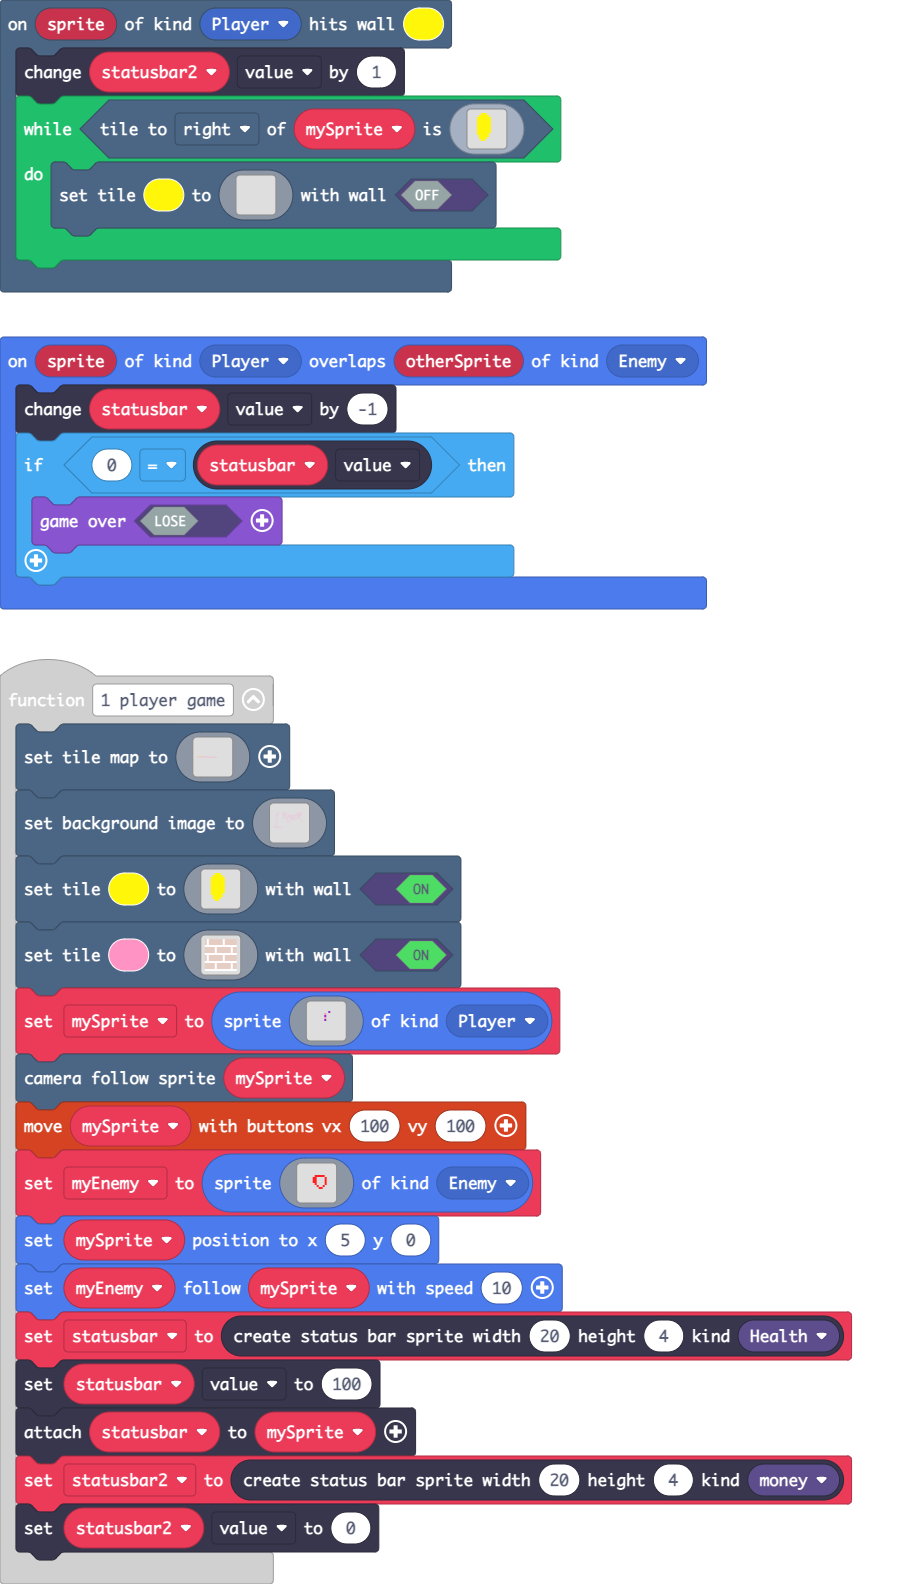 on sprite of kind Player hits wall
change statusbar2 value by 1
while tile to right of mySprite is
do
set tile to with wall OFF
on sprite of kind Player overlaps otherSprite of kind Enemy
change statusbar value by -1
if 0 = statusbar value then
game over LOSE
function 1 player game
set tile map to
set background image to
set tile to with wall ON
set tile to with wall ON
set mySprite to sprite of kind Player
camera follow sprite mySprite
move mySprite with buttons vx 100 vy 100
set myEnemy to sprite of kind Enemy
set mySprite position to x 5 y 0
set myEnemy follow mySprite with speed 10
set statusbar to create status bar sprite width 20 height 4 kind Health
set statusbar value to 100
attach statusbar to mySprite
set statusbar2 to create status bar sprite width 20 height 4 kind money
set statusbar2 value to 0